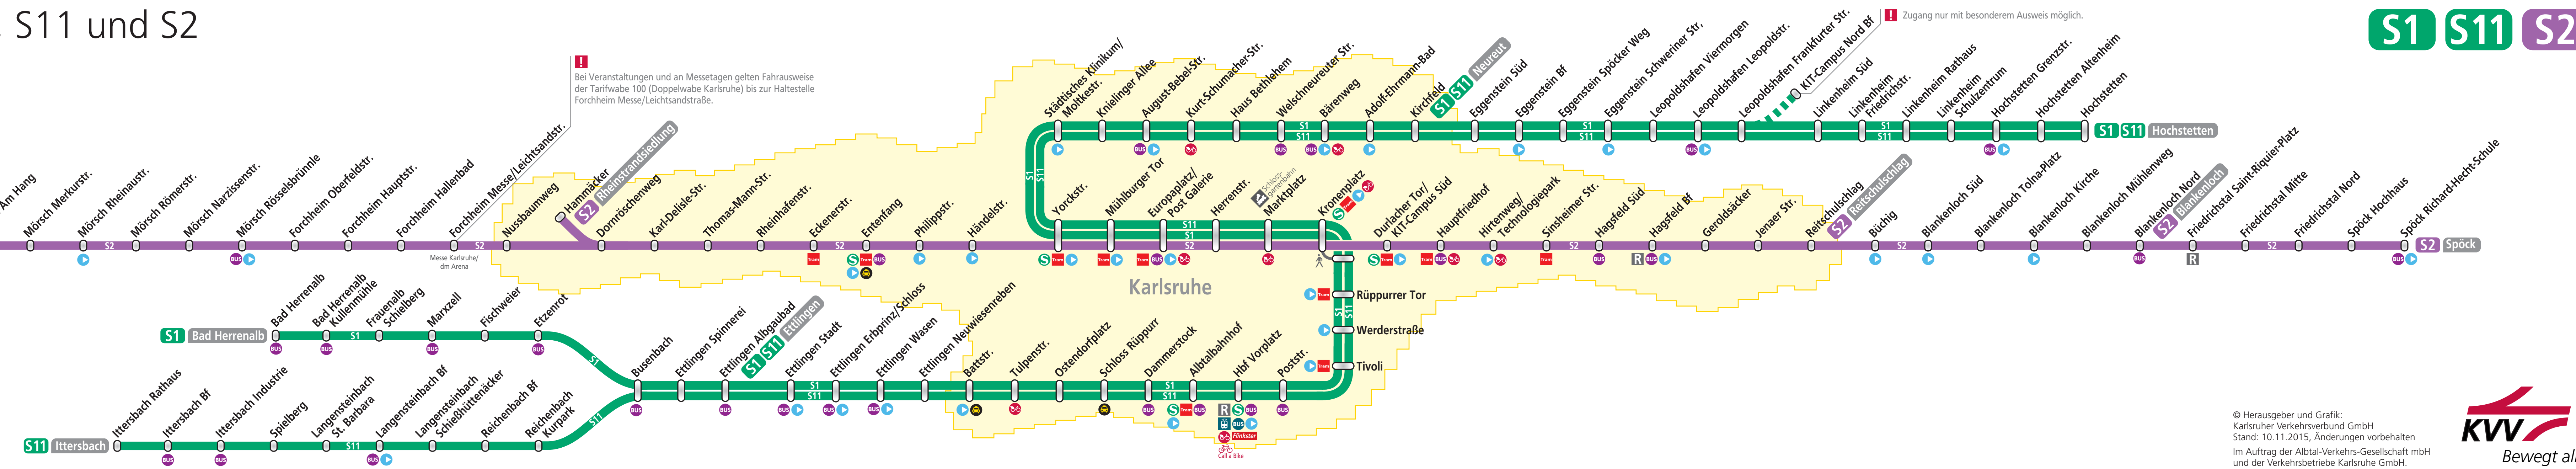 S11 und S2
!
Bei Veranstaltungen und an Messetagen gelten Fahrausweise
der Tarifwabe 100 (Doppelwabe Karlsruhe) bis zur Haltestelle
Forchheim Messe/Leichtsandstraße.
!
Zugang nur mit besonderem Ausweis möglich.
S1 S11 S2
Städtisches Klinikum/
Moltkestr.
Knielinger Allee
August-Bebel-Str.
Kurt-Schumacher-Str.
Haus Bethlehem
Welschneureuter Str.
Bärenweg
Adolf-Ehrmann-Bad
Kirchfeld
S1 S11 Neureut
Eggenstein Süd
Eggenstein Bf
Eggenstein Spöcker Weg
Eggenstein Schweriner Str,
Leopoldshafen Viermorgen
Leopoldshafen Leopoldstr.
Leopoldshafen Frankfurter Str.
KIT-Campus Nord Bf
Linkenheim Süd
Linkenheim
Friedrichstr.
Linkenheim Rathaus
Linkenheim
Schulzentrum
Hochstetten Grenzstr.
Hochstetten Altenheim
Hochstetten
S1 S11 Hochstetten
Am Hang
Mörsch Merkurstr.
Mörsch Rheinaustr.
Mörsch Römerstr.
Mörsch Narzissenstr.
Mörsch Rösselsbrünnle
Forchheim Oberfeldstr.
Forchheim Hauptstr.
Forchheim Hallenbad
Forchheim Messe/Leichtsandstr.
Messe Karlsruhe/
dm Arena
Nussbaumweg
Hammäcker
S2 Rheinstrandsiedlung
Dornröschenweg
Karl-Delisle-Str.
Thomas-Mann-Str.
Rheinhafenstr.
Eckenerstr.
Entenfang
Philippstr.
Händelstr.
Yorckstr.
Mühlburger Tor
Europaplatz/
Post Galerie
Herrenstr.
Schloss-
gartenbahn
Marktplatz
Kronenplatz
Durlacher Tor/
KIT-Campus Süd
Hauptfriedhof
Hirtenweg/
Technologiepark
Sinsheimer Str.
Hagsfeld Süd
Hagsfeld Bf
Geroldsäcker
Jenaer Str.
Reitschulschlag
S2 Reitschulschlag
Büchig
Blankenloch Süd
Blankenloch Tolna-Platz
Blankenloch Kirche
Blankenloch Mühlenweg
Blankenloch Nord
S2 Blankenloch
Friedrichstal Saint-Riquier-Platz
Friedrichstal Mitte
Friedrichstal Nord
Spöck Hochhaus
Spöck Richard-Hecht-Schule
S2 Spöck
Karlsruhe
Rüppurrer Tor
Werderstraße
Tivoli
S1 Bad Herrenalb
Bad Herrenalb
Bad Herrenalb
Kullenmühle
Frauenalb
Schielberg
Marxzell
Fischweier
Etzenrot
Busenbach
Ettlingen Spinnerei
Ettlingen Albgaubad
S1 S11 Ettlingen
Ettlingen Stadt
Ettlingen Erbprinz/Schloss
Ettlingen Wasen
Ettlingen Neuwiesenreben
Battstr.
Tulpenstr.
Ostendorfplatz
Schloss Rüppurr
Dammerstock
Albtalbahnhof
Hbf Vorplatz
Poststr.
Flinkster
Call a Bike
S11 Ittersbach
Ittersbach Rathaus
Ittersbach Bf
Ittersbach Industrie
Spielberg
Langensteinbach
St. Barbara
Langensteinbach Bf
Langensteinbach
Schießhüttenäcker
Reichenbach Bf
Reichenbach
Kurpark
© Herausgeber und Grafik:
Karlsruher Verkehrsverbund GmbH
Stand: 10.11.2015, Änderungen vorbehalten
Im Auftrag der Albtal-Verkehrs-Gesellschaft mbH
und der Verkehrsbetriebe Karlsruhe GmbH.
KVV
Bewegt al